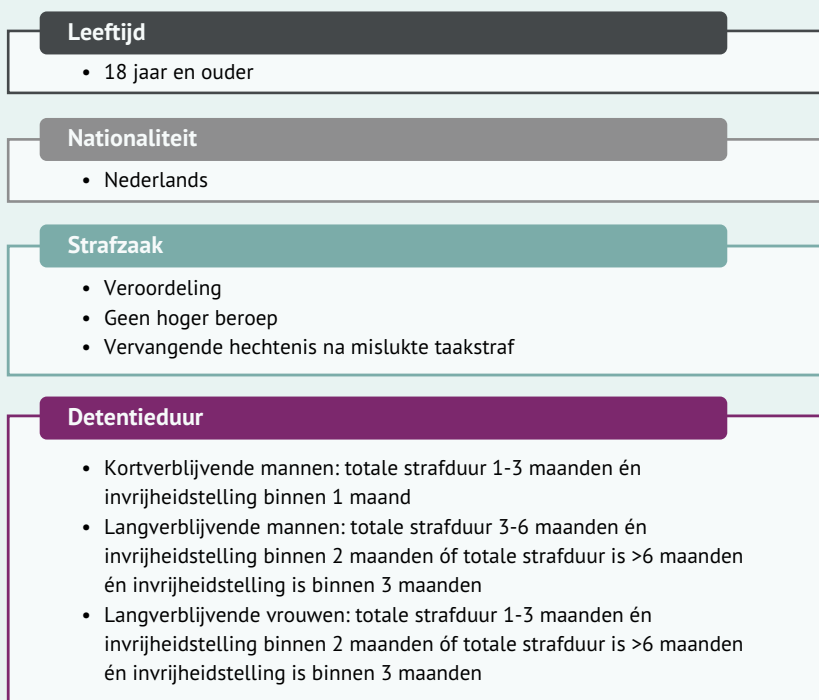 Leeftijd
• 18 jaar en ouder
Nationaliteit
• Nederlands
Strafzaak
• Veroordeling
• Geen hoger beroep
• Vervangende hechtenis na mislukte taakstraf
Detentieduur
• Kortverblijvende mannen: totale strafduur 1-3 maanden én
invrijheidstelling binnen 1 maand
• Langverblijvende mannen: totale strafduur 3-6 maanden én
invrijheidstelling binnen 2 maanden óf totale strafduur is >6 maanden
én invrijheidstelling is binnen 3 maanden
• Langverblijvende vrouwen: totale strafduur 1-3 maanden én
invrijheidstelling binnen 2 maanden óf totale strafduur is >6 maanden
én invrijheidstelling is binnen 3 maanden